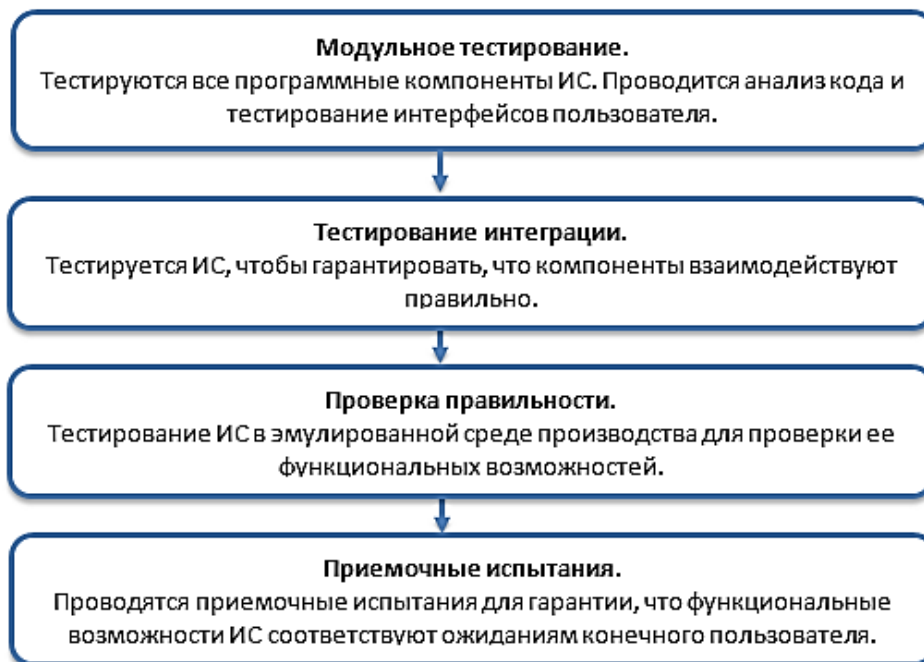 Модульное тестирование.
Тестируются все программные компоненты ИС. Проводится анализ кода и
тестирование интерфейсов пользователя.
Тестирование интеграции.
Тестируется ИС, чтобы гарантировать, что компоненты взаимодействуют
правильно.
Проверка правильности.
Тестирование ИС в эмулированной среде производства для проверки ее
функциональных возможностей.
Приемочные испытания.
Проводятся приемочные испытания для гарантии, что функциональные
возможности ИС соответствуют ожиданиям конечного пользователя.